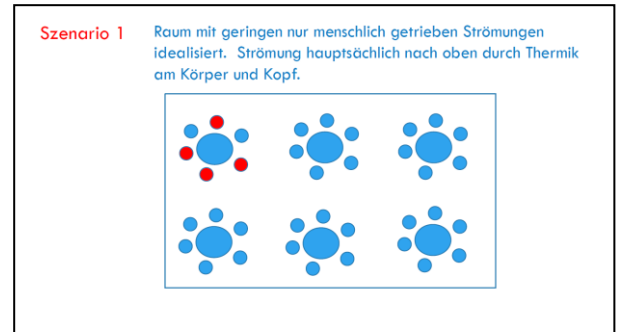 Szenario 1
Raum mit geringen nur menschlich getrieben Strömungen
idealisiert. Strömung hauptsächlich nach oben durch Thermik
am Körper und Kopf.